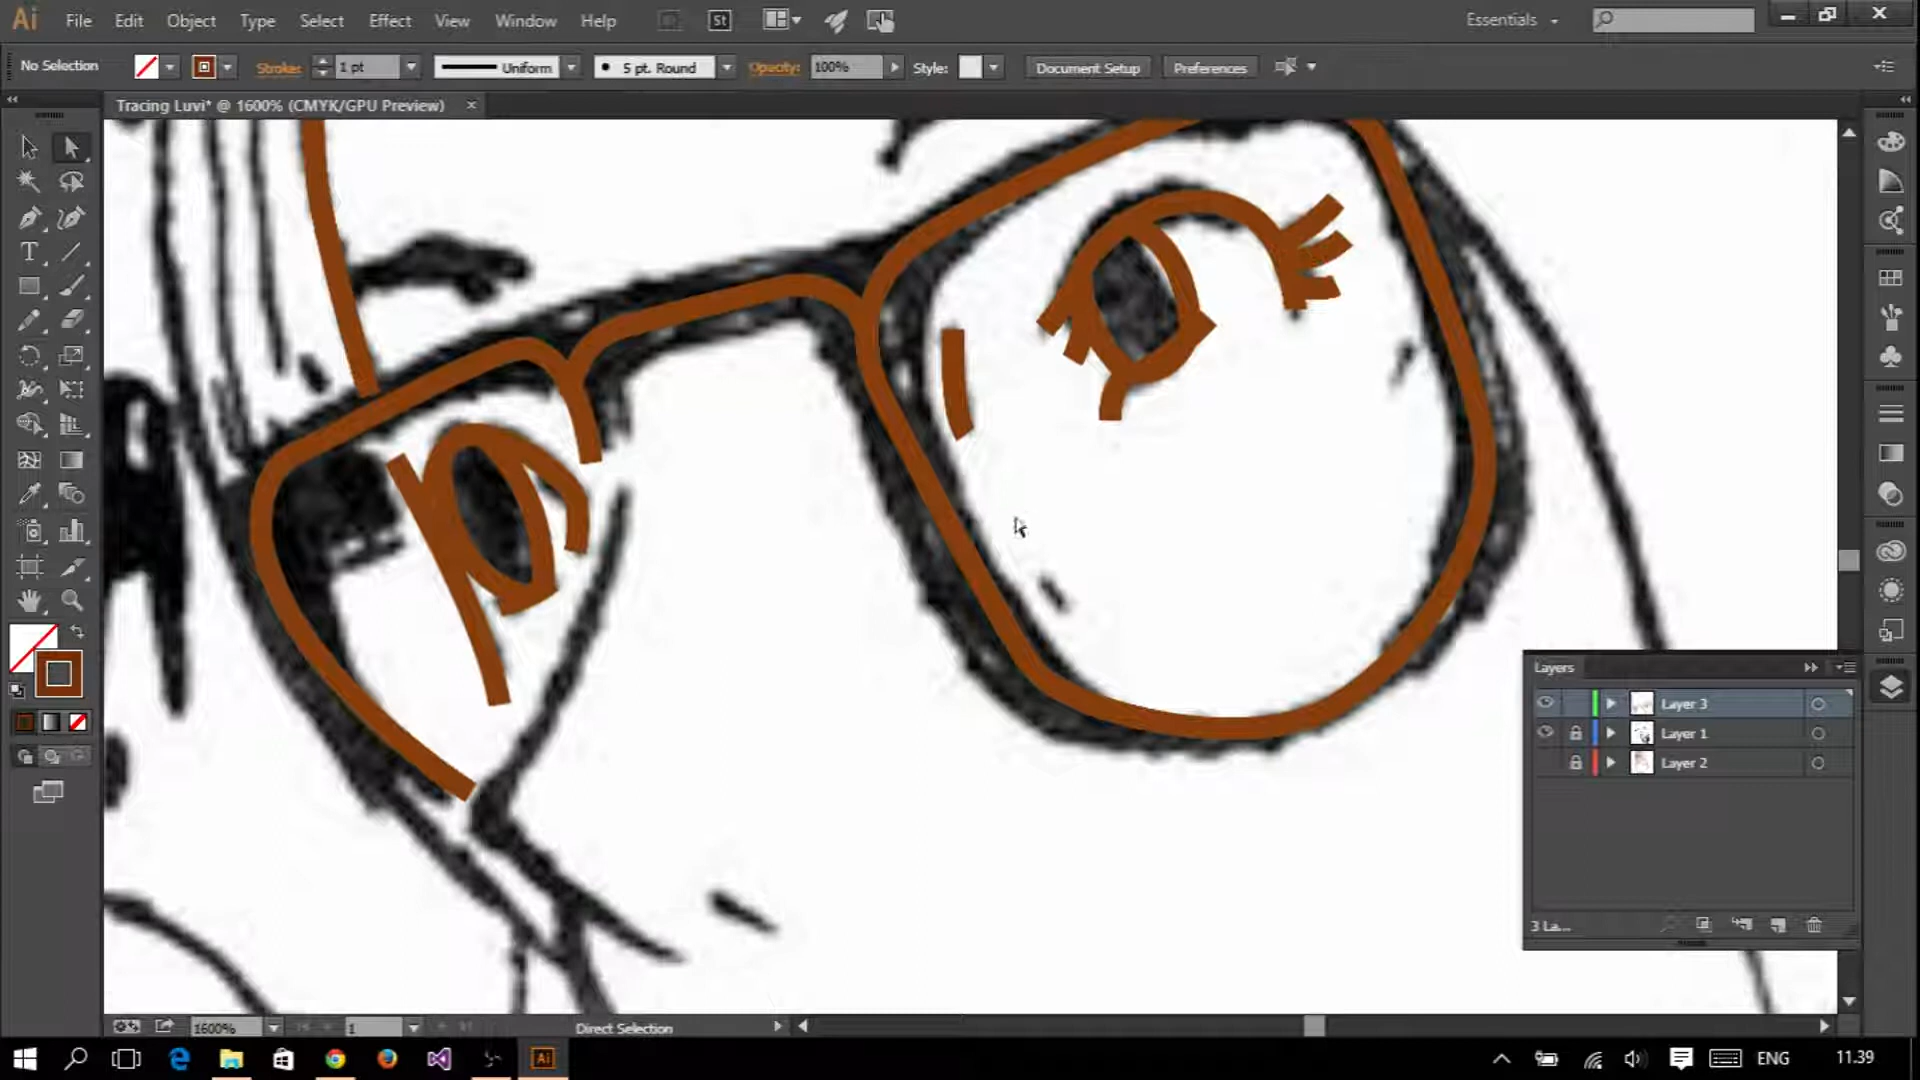 Ai File Edit Object Type Select Effect View Window Help St Essentials
No Selection Stroke: 1 pt Uniform 5 pt. Round Opacity: 100% Style: Document Setup Preferences
Tracing Luvi* @ 1600% (CMYK/GPU Preview)
Layers
Layer 3
Layer 1
Layer 2
3 La...
1600% 1 Direct Selection
Ai ENG 11.39